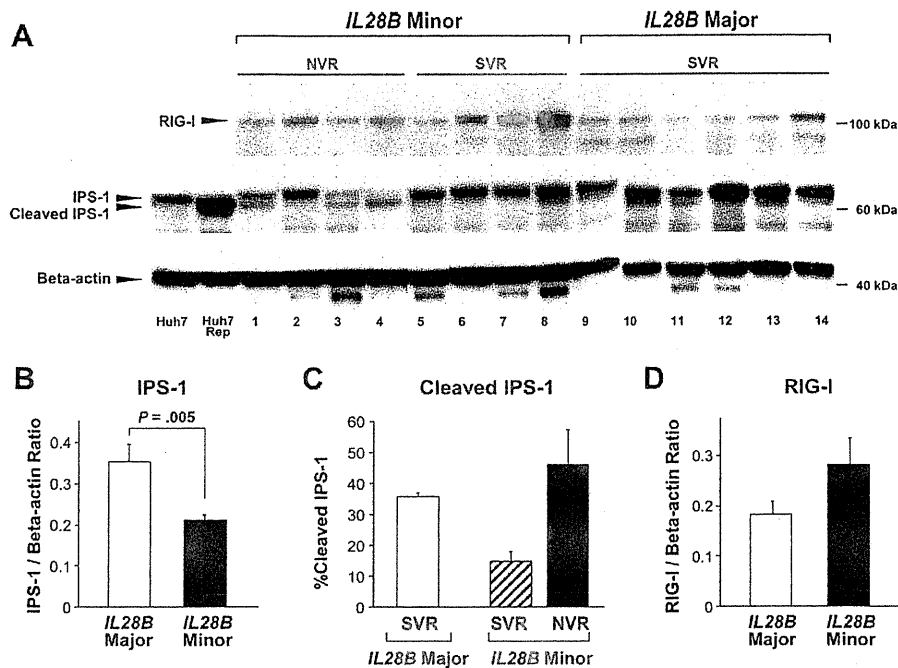 A
IL28B Minor
IL28B Major
NVR
SVR
SVR
RIG-I
100 kDa
IPS-1
Cleaved IPS-1
60 kDa
Beta-actin
40 kDa
Huh7
Huh7 Rep
1 2 3 4 5 6 7 8 9 10 11 12 13 14
B
IPS-1
P = .005
IPS-1 / Beta-actin Ratio
0.4
0.3
0.2
0.1
0
IL28B Major
IL28B Minor
C
Cleaved IPS-1
%Cleaved IPS-1
60
50
40
30
20
10
0
SVR
SVR
NVR
IL28B Major
IL28B Minor
D
RIG-I
RIG-I / Beta-actin Ratio
0.3
0.2
0.1
0
IL28B Major
IL28B Minor